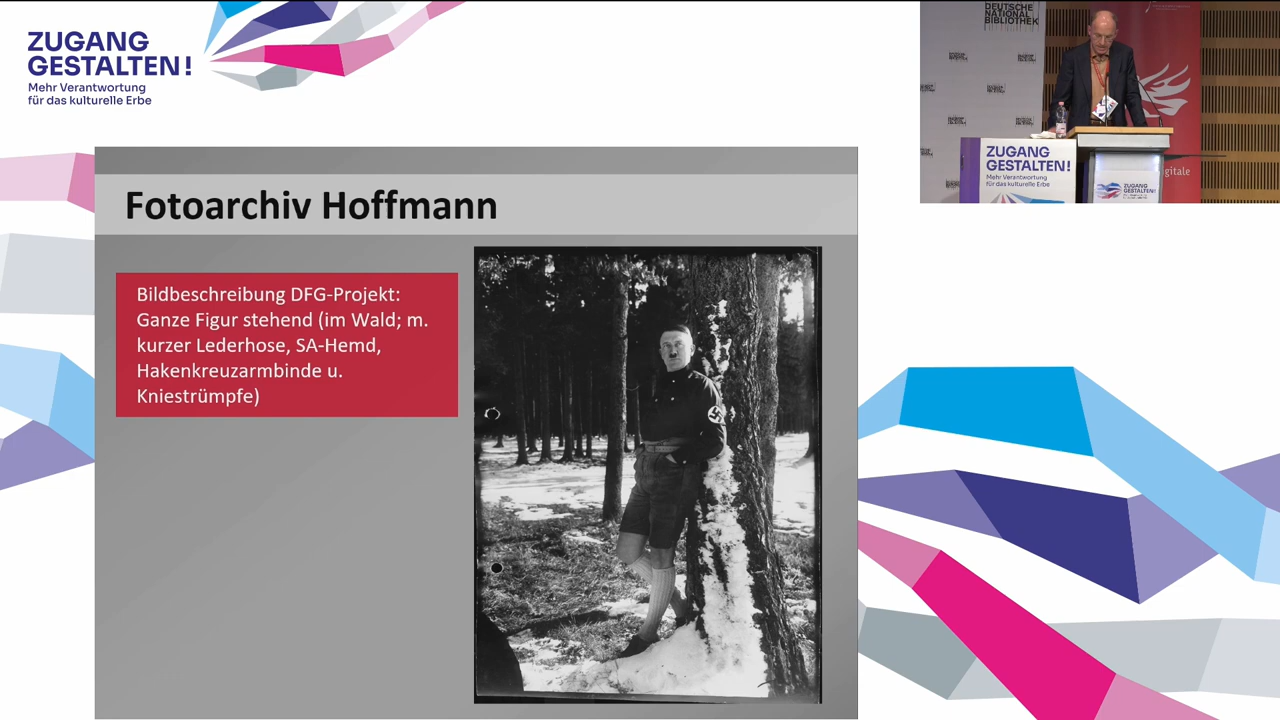 ZUGANG
GESTALTEN!
Mehr Verantwortung
für das kulturelle Erbe
Fotoarchiv Hoffmann
Bildbeschreibung DFG-Projekt:
Ganze Figur stehend (im Wald; m.
kurzer Lederhose, SA-Hemd,
Hakenkreuzarmbinde u.
Kniestrümpfe)
DEUTSCHE
NATIONAL
BIBLIOTHEK
ZUGANG
GESTALTEN!
Mehr Verantwortung
für das kulturelle Erbe
ZUGANG
GESTALTEN!
igitale